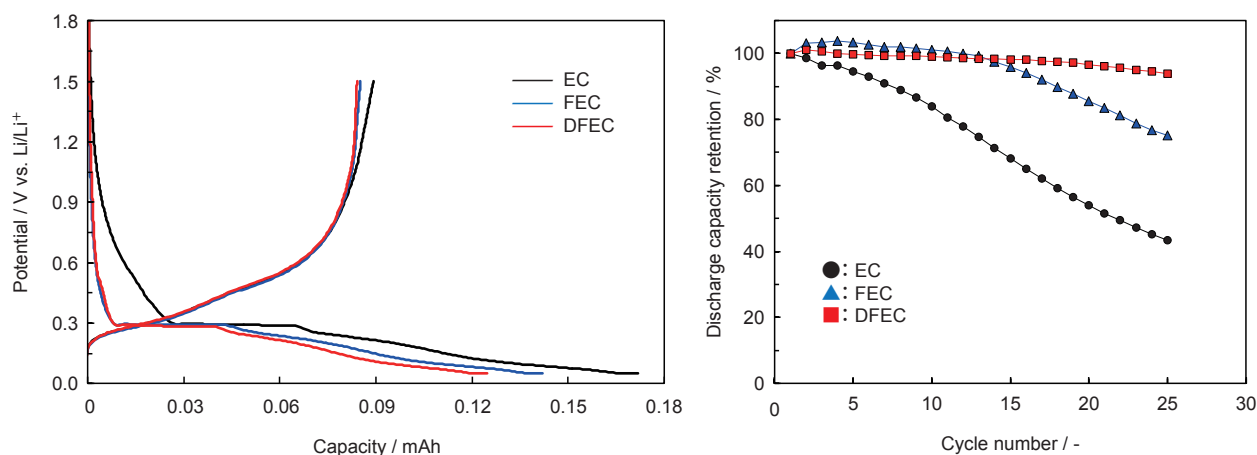 1.8
1.5
1.2
0.9
0.6
0.3
0.0
Potential / V vs. Li/Li⁺
EC
FEC
DFEC
0
0.03
0.06
0.09
0.12
0.15
0.18
Capacity / mAh
100
80
60
40
20
0
Discharge capacity retention / %
: EC
: FEC
: DFEC
0
5
10
15
20
25
30
Cycle number / -